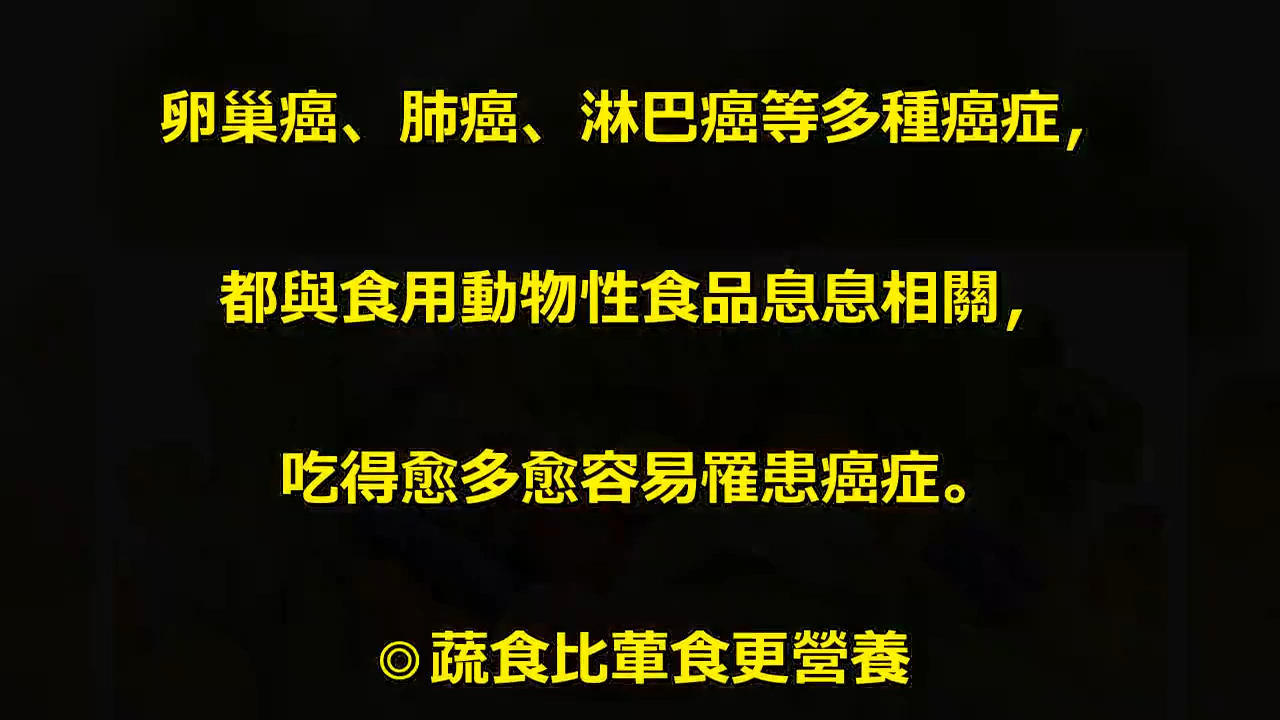 卵巢癌、肺癌、淋巴癌等多種癌症，
都與食用動物性食品息息相關，
吃得愈多愈容易罹患癌症。
◎蔬食比葷食更營養